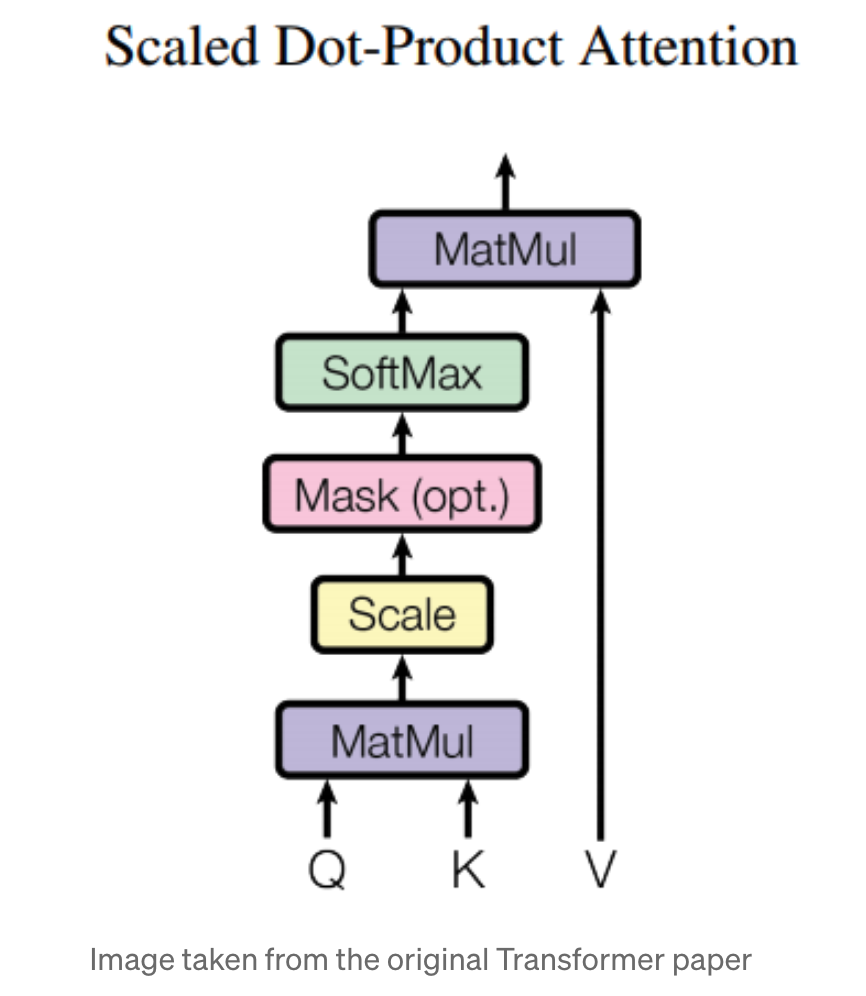 Scaled Dot-Product Attention
MatMul
SoftMax
Mask (opt.)
Scale
MatMul
Q K V
Image taken from the original Transformer paper